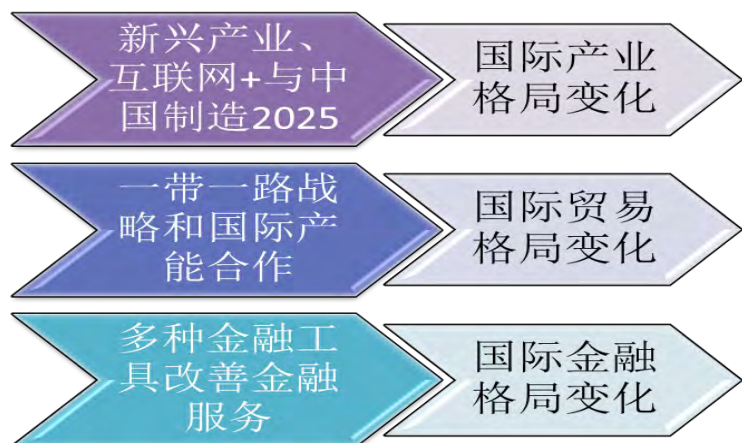 新兴产业、
互联网+与中
国制造2025
国际产业
格局变化
一带一路战
略和国际产
能合作
国际贸易
格局变化
多种金融工
具改善金融
服务
国际金融
格局变化